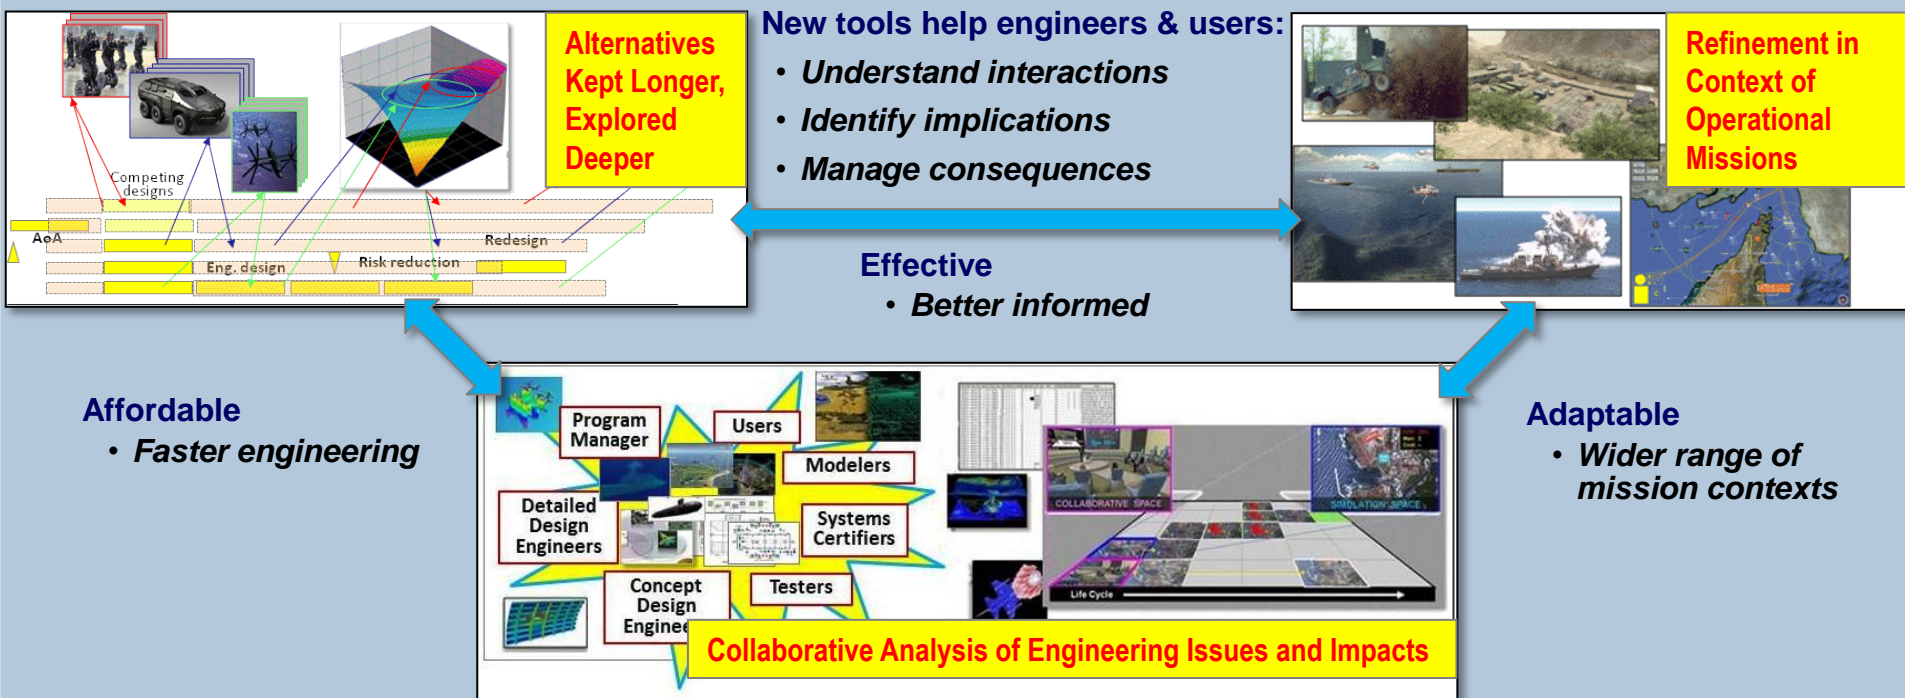 Alternatives
Kept Longer,
Explored
Deeper
Competing
designs
AoA
Redesign
Eng. design
Risk reduction
New tools help engineers & users:
• Understand interactions
• Identify implications
• Manage consequences
Effective
• Better informed
Refinement in
Context of
Operational
Missions
Affordable
• Faster engineering
Program
Manager
Users
Modelers
Detailed
Design
Engineers
Systems
Certifiers
Concept
Design
Testers
COLLABORATIVE SPACE
SIMULATION SPACE
Life Cycle
Collaborative Analysis of Engineering Issues and Impacts
Adaptable
• Wider range of
mission contexts